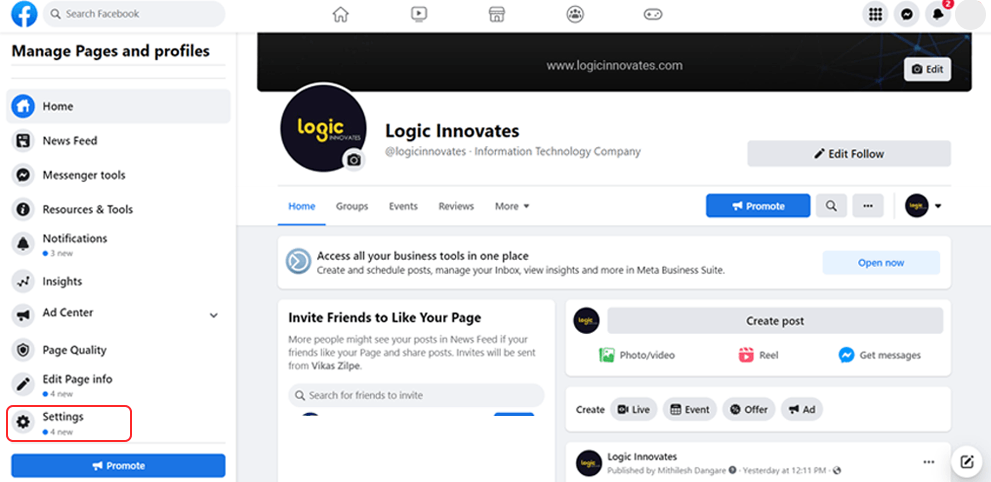 Search Facebook
2
Manage Pages and profiles
Home
News Feed
Messenger tools
Resources & Tools
Notifications
3 new
Insights
Ad Center
Page Quality
Edit Page info
4 new
Settings
4 new
Promote
www.logicinnovates.com
Edit
logic
INNOVATES
Logic Innovates
@logicinnovates · Information Technology Company
Edit Follow
Home Groups Events Reviews More
Promote
logic
Access all your business tools in one place
Create and schedule posts, manage your Inbox, view insights and more in Meta Business Suite.
Open now
Invite Friends to Like Your Page
More people might see your posts in News Feed if your
friends like your Page and share posts. Invites will be sent
from Vikas Zilpe.
Search for friends to invite
logic
Create post
Photo/video Reel Get messages
Create Live Event Offer Ad
logic
Logic Innovates
Published by Mithilesh Dangare · Yesterday at 12:11 PM ·